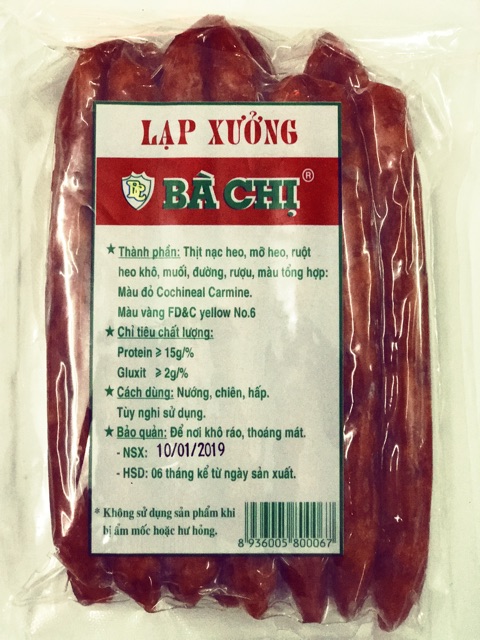 LẠP XƯỞNG
BC BÀ CHỊ ®
★ Thành phần: Thịt nạc heo, mỡ heo, ruột
heo khô, muối, đường, rượu, màu tổng hợp:
Màu đỏ Cochineal Carmine.
Màu vàng FD&C yellow No.6
★ Chỉ tiêu chất lượng:
Protein ⩾ 15g/%
Gluxit ⩾ 2g/%
★ Cách dùng: Nướng, chiên, hấp.
Tùy nghi sử dụng.
★ Bảo quản: Để nơi khô ráo, thoáng mát.
- NSX: 10/01/2019
- HSD: 06 tháng kể từ ngày sản xuất.
* Không sử dụng sản phẩm khi
bị ẩm mốc hoặc hư hỏng.
8 936005 800067